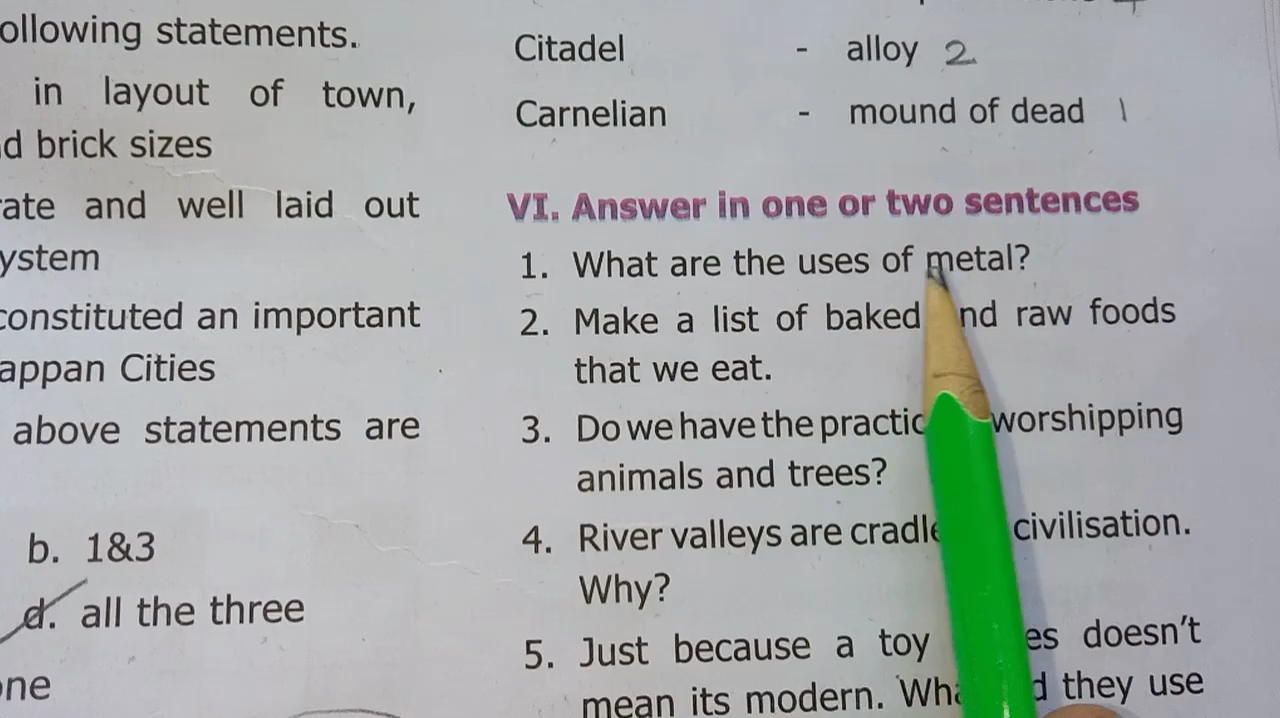 ollowing statements.
in layout of town,
d brick sizes
ate and well laid out
ystem
constituted an important
appan Cities
above statements are
b. 1&3
d. all the three
one
Citadel - alloy 2
Carnelian - mound of dead 1
VI. Answer in one or two sentences
1. What are the uses of metal?
2. Make a list of baked nd raw foods
that we eat.
3. Do we have the practic worshipping
animals and trees?
4. River valleys are cradle civilisation.
Why?
5. Just because a toy es doesn't
mean its modern. Wha d they use